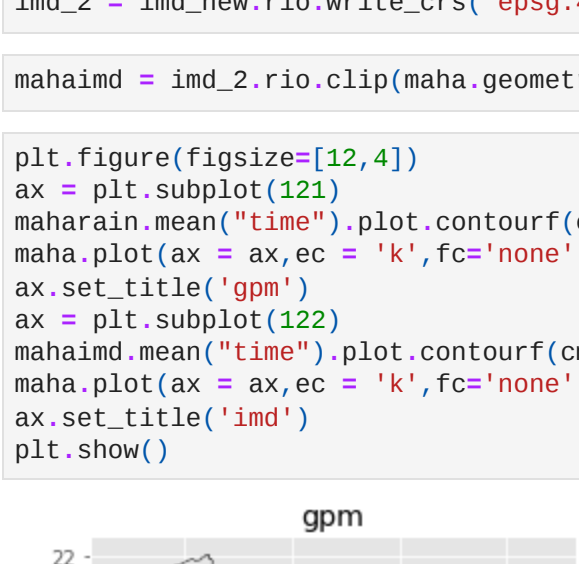 imd_2 = imd_new.rio.write_crs("epsg:4
mahaimd = imd_2.rio.clip(maha.geomet
plt.figure(figsize=[12,4])
ax = plt.subplot(121)
maharain.mean("time").plot.contourf(
maha.plot(ax = ax,ec = 'k',fc='none'
ax.set_title('gpm')
ax = plt.subplot(122)
mahaimd.mean("time").plot.contourf(c
maha.plot(ax = ax,ec = 'k',fc='none'
ax.set_title('imd')
plt.show()
gpm
22